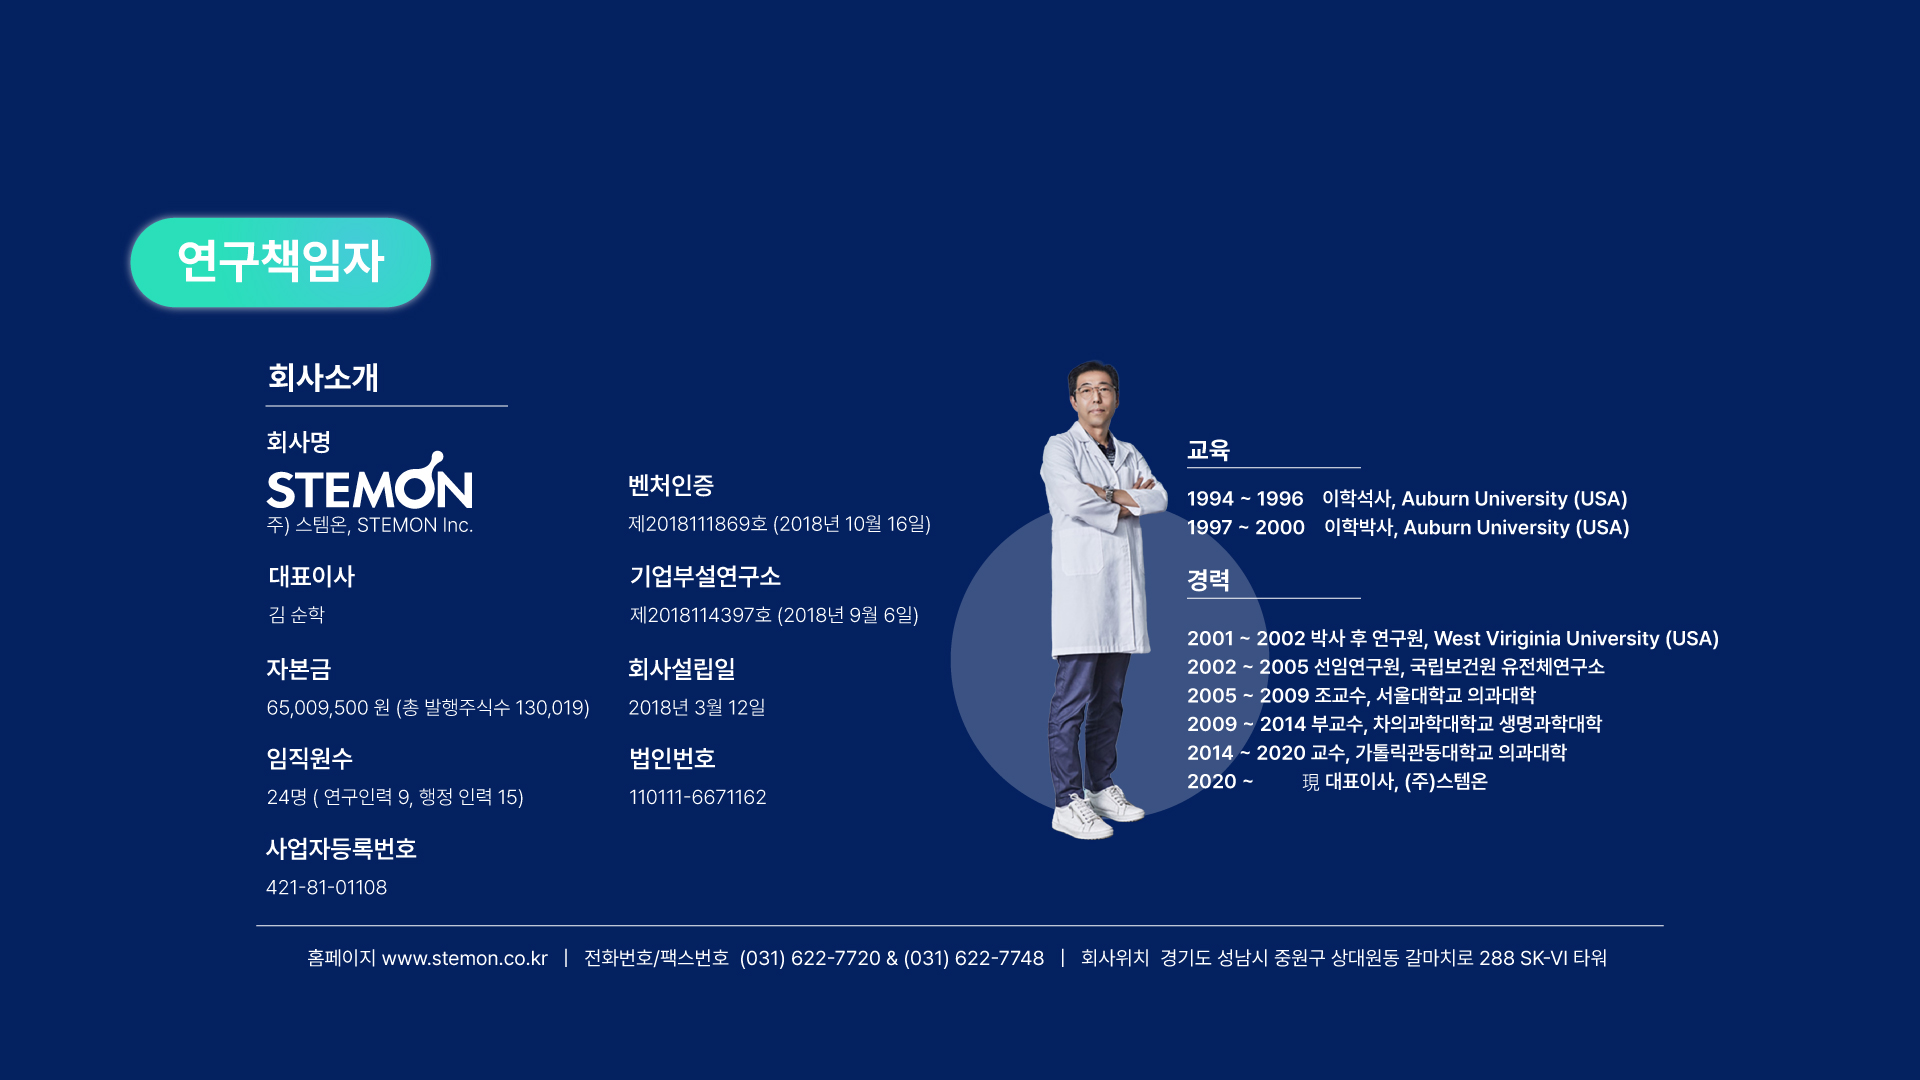 연구책임자
회사소개
회사명
STEMON
주) 스템온, STEMON Inc.
대표이사
김 순학
자본금
65,009,500 원 (총 발행주식수 130,019)
임직원수
24명 ( 연구인력 9, 행정 인력 15)
사업자등록번호
421-81-01108
벤처인증
제2018111869호 (2018년 10월 16일)
기업부설연구소
제2018114397호 (2018년 9월 6일)
회사설립일
2018년 3월 12일
법인번호
110111-6671162
교육
1994 ~ 1996 이학석사, Auburn University (USA)
1997 ~ 2000 이학박사, Auburn University (USA)
경력
2001 ~ 2002 박사 후 연구원, West Viriginia University (USA)
2002 ~ 2005 선임연구원, 국립보건원 유전체연구소
2005 ~ 2009 조교수, 서울대학교 의과대학
2009 ~ 2014 부교수, 차의과학대학교 생명과학대학
2014 ~ 2020 교수, 가톨릭관동대학교 의과대학
2020 ~ 現 대표이사, (주)스템온
홈페이지 www.stemon.co.kr | 전화번호/팩스번호 (031) 622-7720 & (031) 622-7748 | 회사위치 경기도 성남시 중원구 상대원동 갈마치로 288 SK-VI 타워